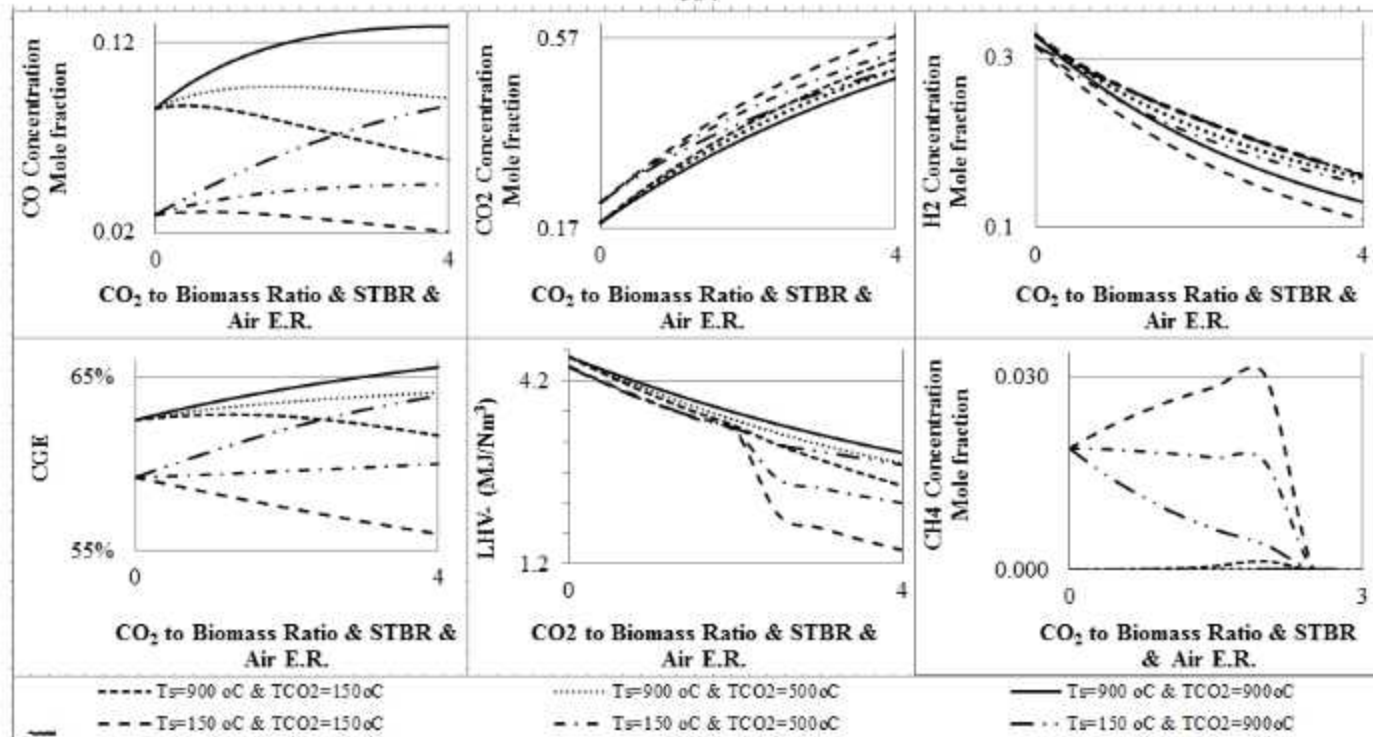 CO Concentration
Mole fraction
0.12
0.02
0
4
CO₂ to Biomass Ratio & STBR &
Air E.R.
CO2 Concentration
Mole fraction
0.57
0.17
0
4
CO₂ to Biomass Ratio & STBR &
Air E.R.
H2 Concentration
Mole fraction
0.3
0.1
0
4
CO₂ to Biomass Ratio & STBR &
Air E.R.
CGE
65%
55%
0
4
CO₂ to Biomass Ratio & STBR &
Air E.R.
LHV- (MJ/Nm³)
4.2
1.2
0
4
CO2 to Biomass Ratio & STBR &
Air E.R.
CH4 Concentration
Mole fraction
0.030
0.000
0
3
CO₂ to Biomass Ratio & STBR
& Air E.R.
Ts=900 oC & TCO2=150oC
Ts=900 oC & TCO2=500oC
Ts=900 oC & TCO2=900oC
Ts=150 oC & TCO2=150oC
Ts=150 oC & TCO2=500oC
Ts=150 oC & TCO2=900oC